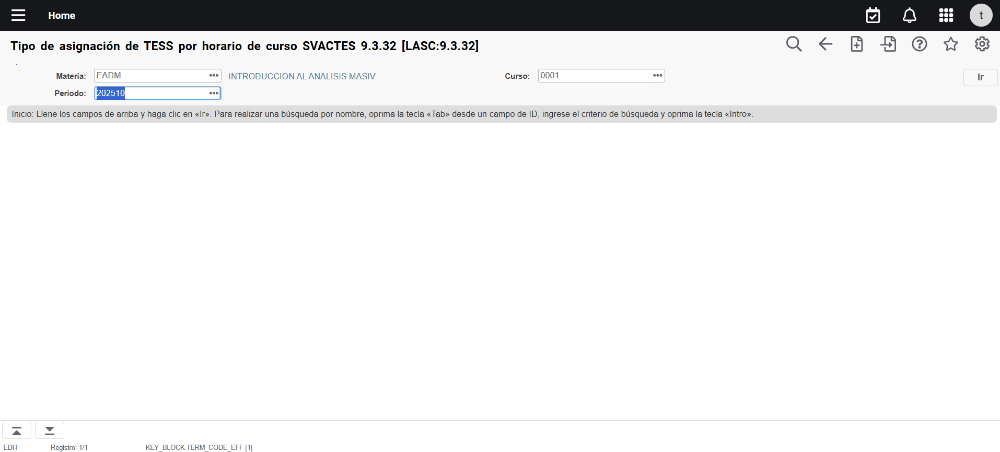 Home
t
Tipo de asignación de TESS por horario de curso SVACTES 9.3.32 [LASC:9.3.32]
.
Materia: EADM ••• INTRODUCCION AL ANALISIS MASIV Curso: 0001 ••• Ir
Periodo: 202510 •••
Inicio: Llene los campos de arriba y haga clic en «Ir». Para realizar una búsqueda por nombre, oprima la tecla «Tab» desde un campo de ID, ingrese el criterio de búsqueda y oprima la tecla «Intro».
EDIT Registro: 1/1 KEY_BLOCK.TERM_CODE_EFF [1]